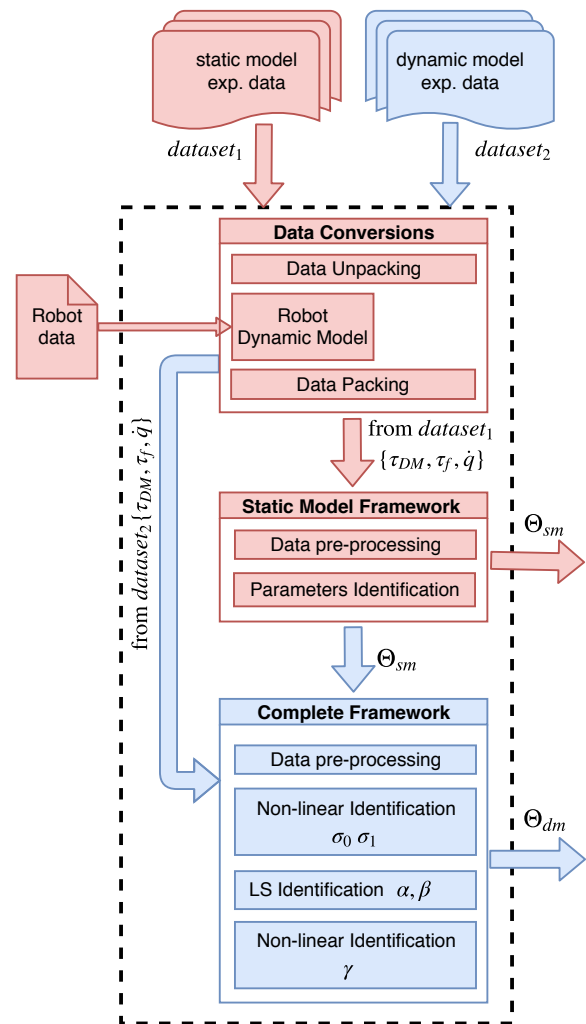 static model
exp. data
dynamic model
exp. data
dataset₁
dataset₂
Data Conversions
Data Unpacking
Robot
data
Robot
Dynamic Model
Data Packing
from dataset₁
{τ_DM, τ_f, q̇}
from dataset₂{τ_DM, τ_f, q̇}
Static Model Framework
Data pre-processing
Parameters Identification
Θ_sm
Θ_sm
Complete Framework
Data pre-processing
Non-linear Identification
σ₀ σ₁
Θ_dm
LS Identification α, β
Non-linear Identification
γ